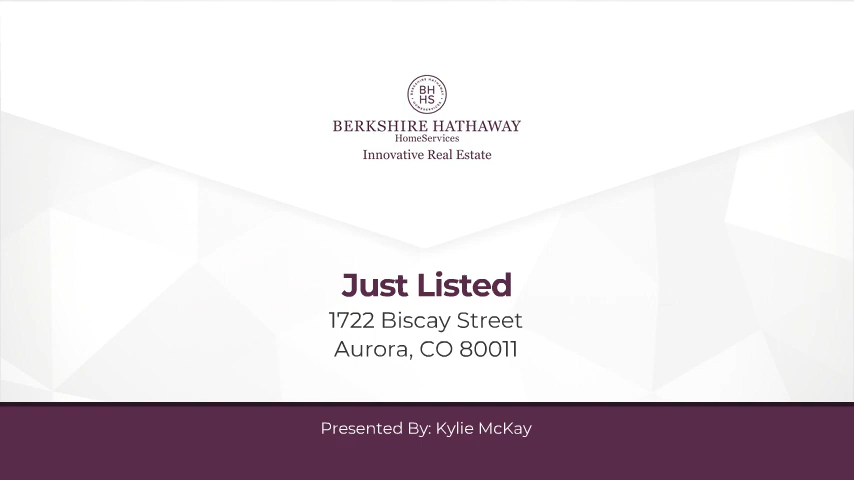 BH
HS
BERKSHIRE HATHAWAY
HomeServices
Innovative Real Estate
Just Listed
1722 Biscay Street
Aurora, CO 80011
Presented By: Kylie McKay